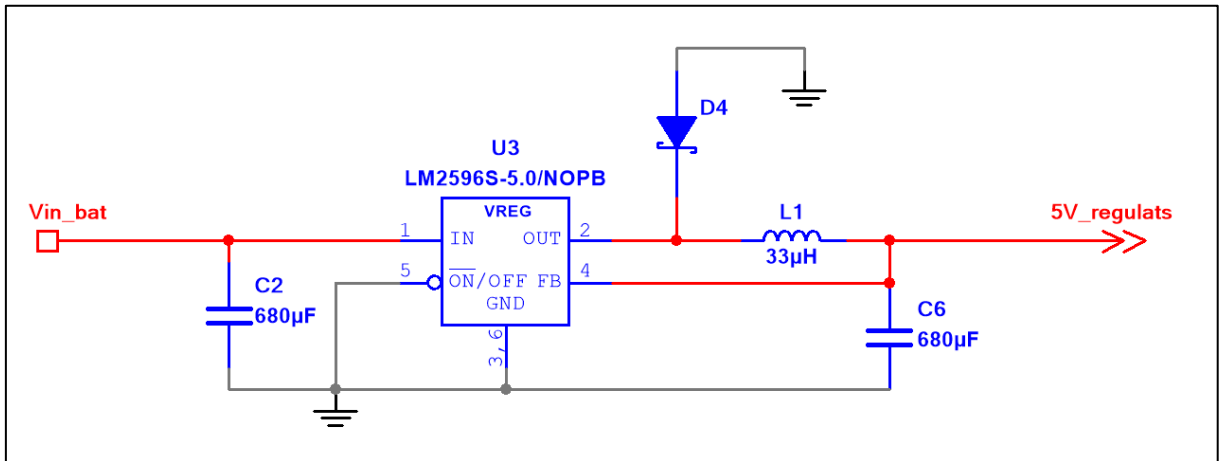 D4
U3
LM2596S-5.0/NOPB
Vin_bat
VREG
L1
5V_regulats
1
IN
OUT
2
33µH
5
ON/OFF
FB
4
GND
C2
680µF
C6
680µF
3,6